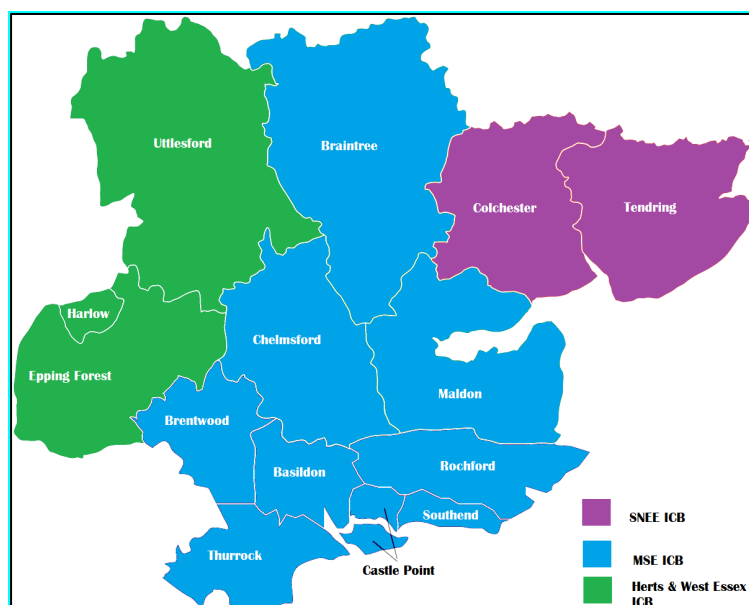 Uttlesford
Braintree
Colchester
Tendring
Harlow
Chelmsford
Epping Forest
Maldon
Brentwood
Basildon
Rochford
Southend
Thurrock
Castle Point
SNEE ICB
MSE ICB
Herts & West Essex
ICB